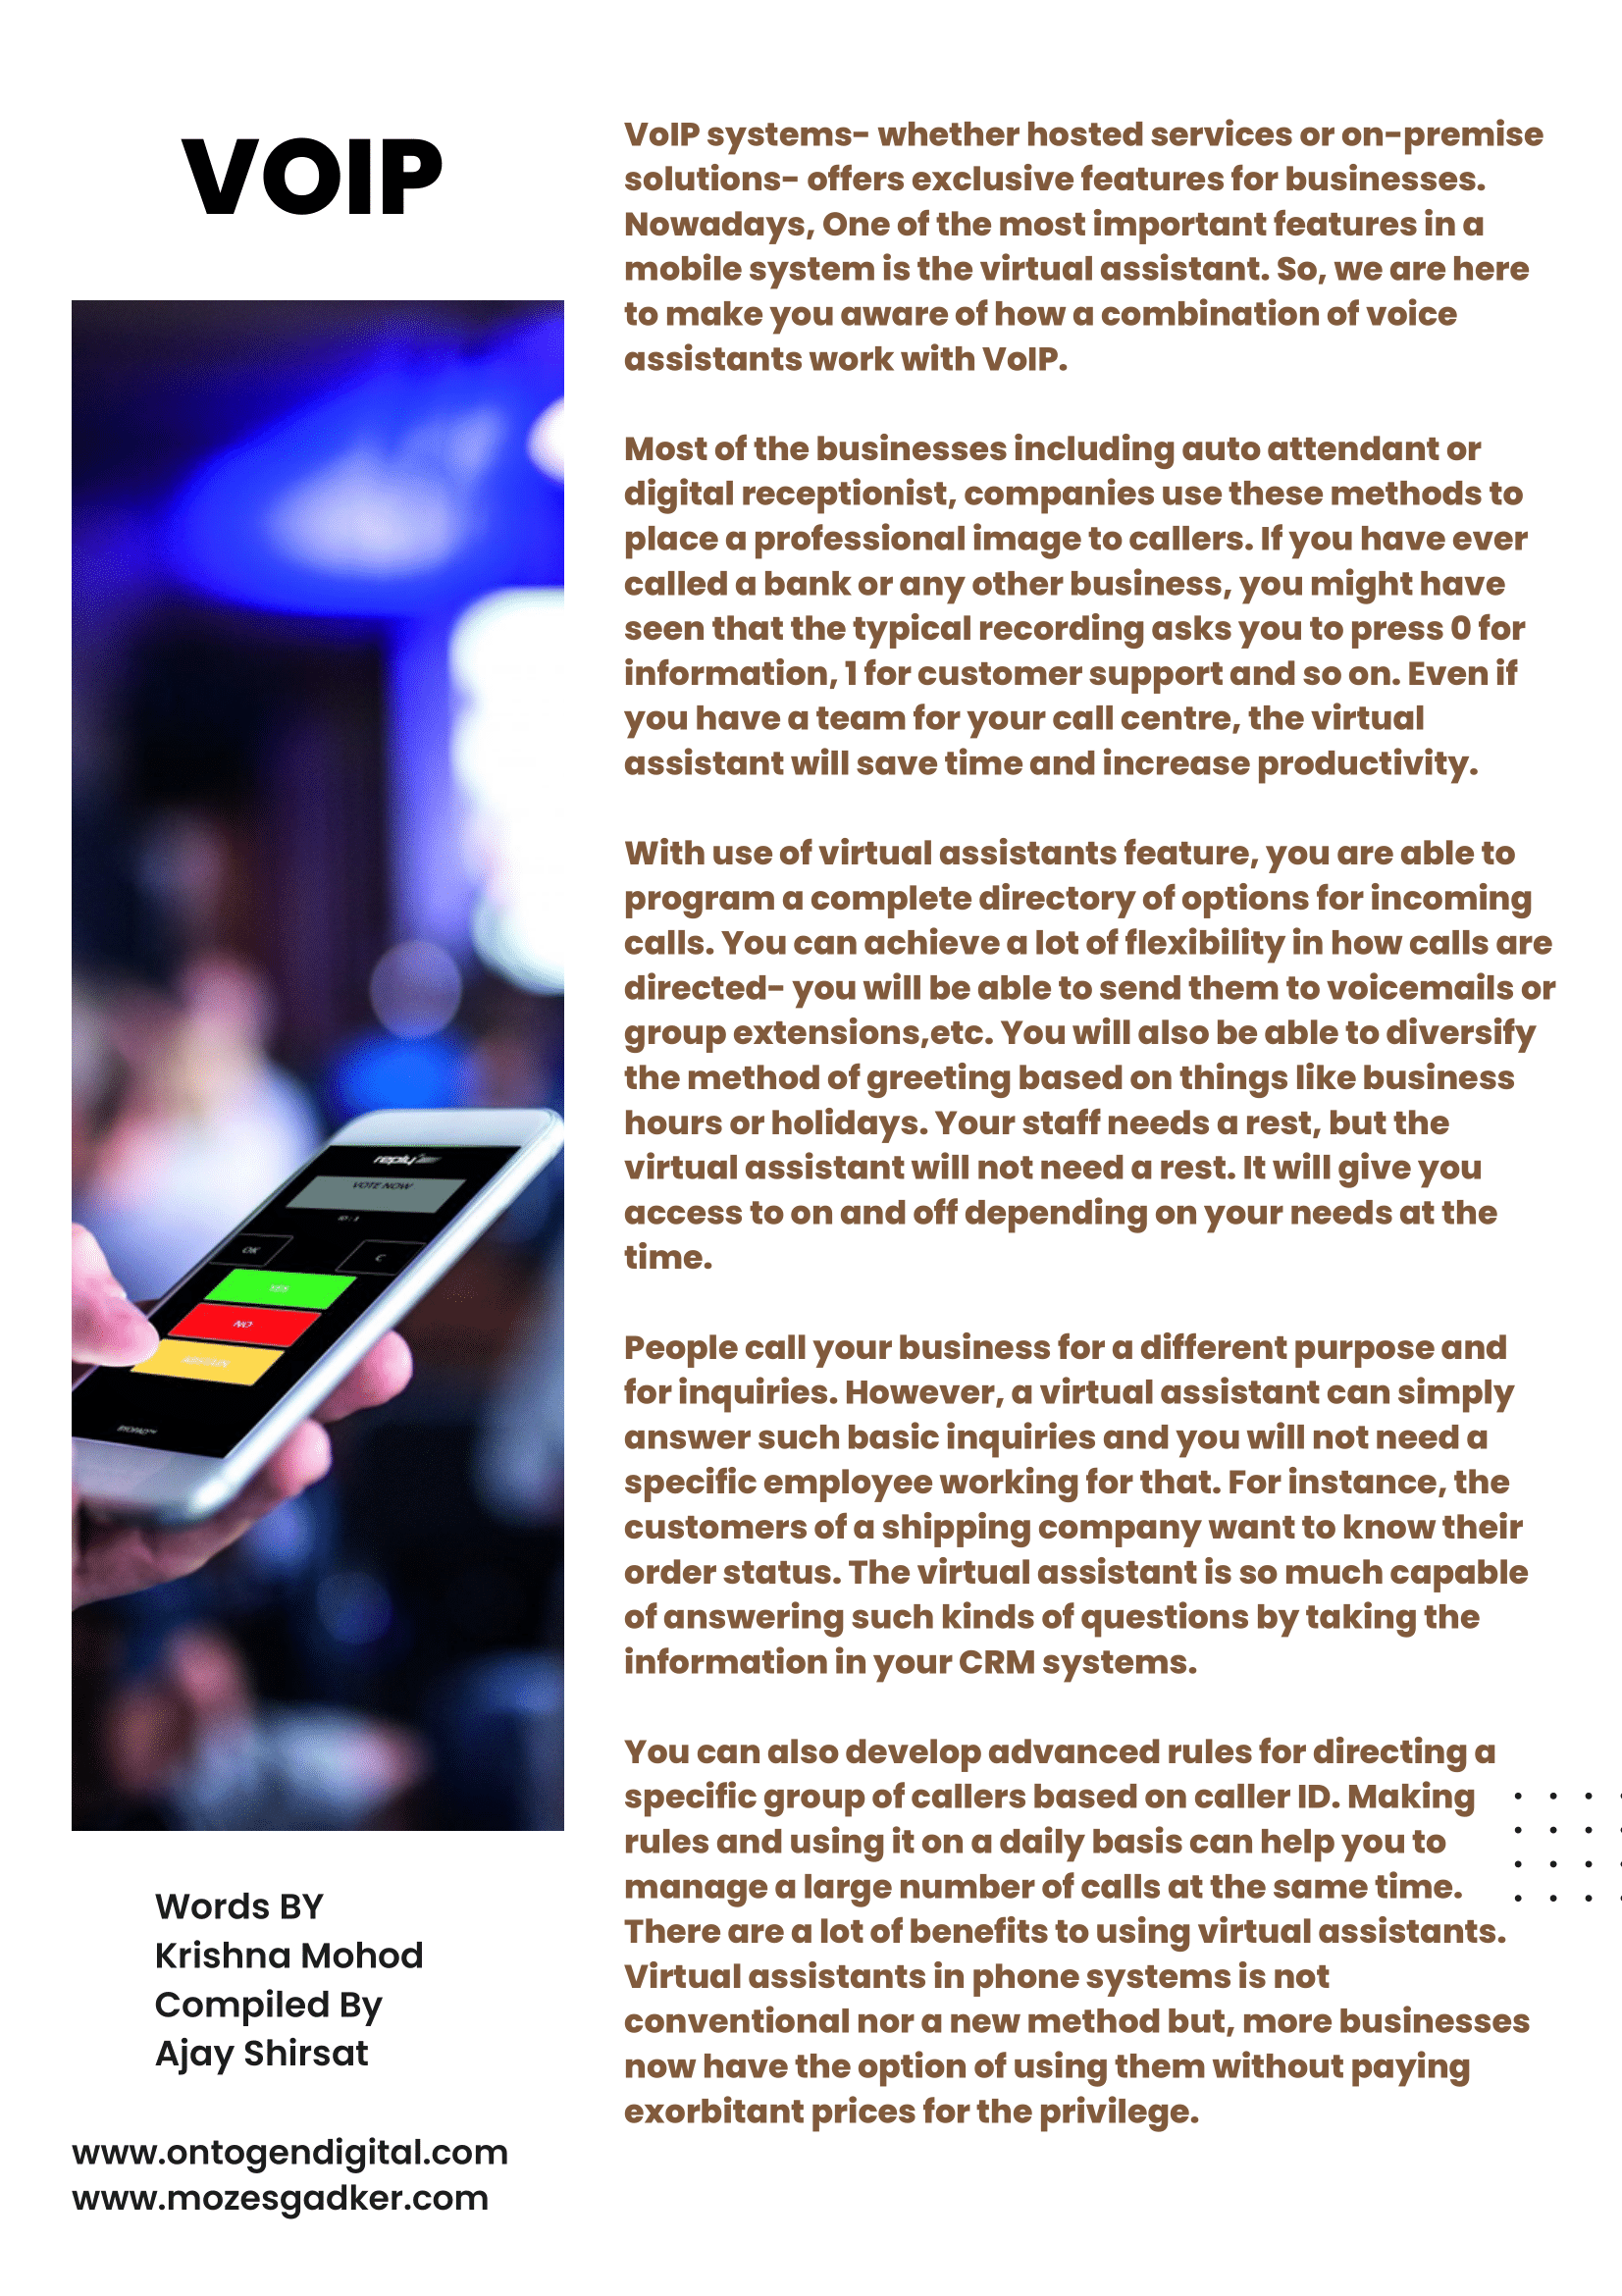 VOIP
VoIP systems- whether hosted services or on-premise
solutions- offers exclusive features for businesses.
Nowadays, One of the most important features in a
mobile system is the virtual assistant. So, we are here
to make you aware of how a combination of voice
assistants work with VoIP.
Most of the businesses including auto attendant or
digital receptionist, companies use these methods to
place a professional image to callers. If you have ever
called a bank or any other business, you might have
seen that the typical recording asks you to press 0 for
information, 1 for customer support and so on. Even if
you have a team for your call centre, the virtual
assistant will save time and increase productivity.
With use of virtual assistants feature, you are able to
program a complete directory of options for incoming
calls. You can achieve a lot of flexibility in how calls are
directed- you will be able to send them to voicemails or
group extensions,etc. You will also be able to diversify
the method of greeting based on things like business
hours or holidays. Your staff needs a rest, but the
virtual assistant will not need a rest. It will give you
access to on and off depending on your needs at the
time.
People call your business for a different purpose and
for inquiries. However, a virtual assistant can simply
answer such basic inquiries and you will not need a
specific employee working for that. For instance, the
customers of a shipping company want to know their
order status. The virtual assistant is so much capable
of answering such kinds of questions by taking the
information in your CRM systems.
You can also develop advanced rules for directing a
specific group of callers based on caller ID. Making
rules and using it on a daily basis can help you to
manage a large number of calls at the same time.
There are a lot of benefits to using virtual assistants.
Virtual assistants in phone systems is not
conventional nor a new method but, more businesses
now have the option of using them without paying
exorbitant prices for the privilege.
reply
VOTE NOW
OK
C
YES
NO
ABSTAIN
Words BY
Krishna Mohod
Compiled By
Ajay Shirsat
www.ontogendigital.com
www.mozesgadker.com